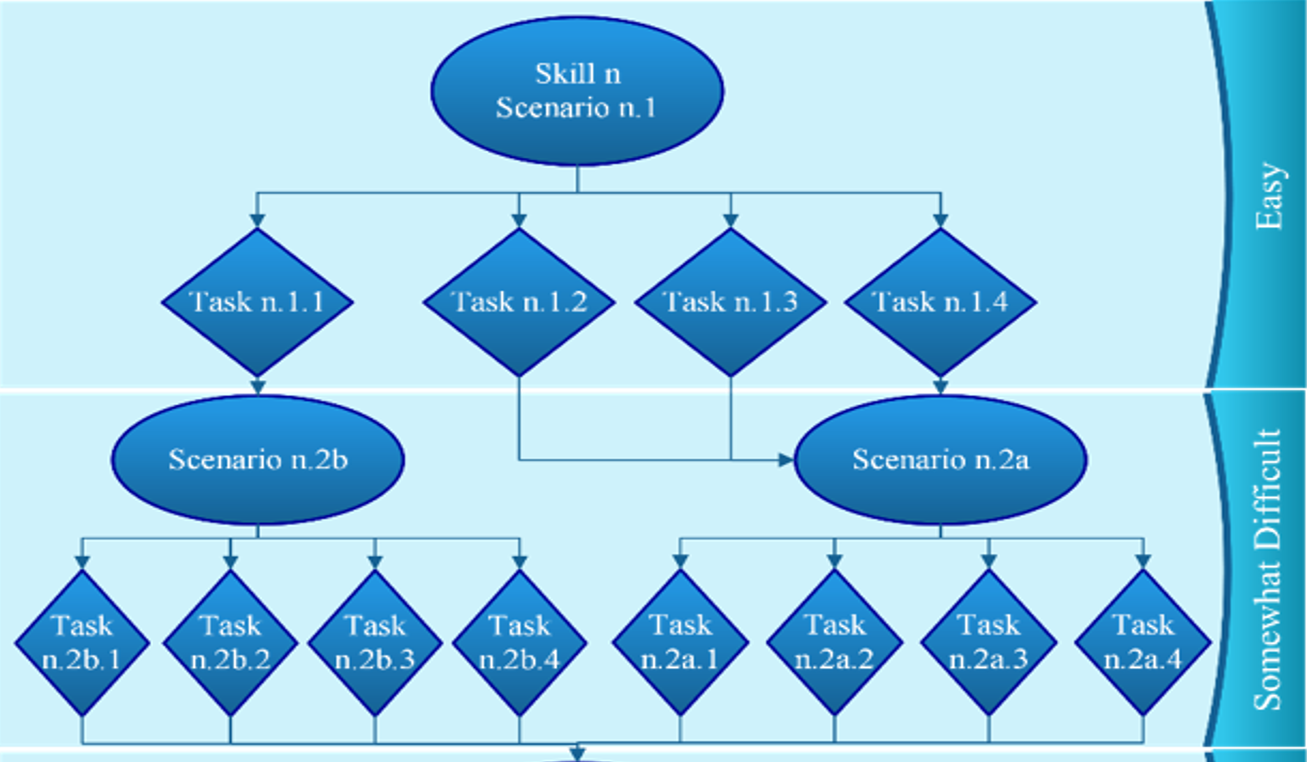 Skill n
Scenario n.1
Easy
Task n.1.1
Task n.1.2
Task n.1.3
Task n.1.4
Scenario n.2b
Scenario n.2a
Somewhat Difficult
Task
n.2b.1
Task
n.2b.2
Task
n.2b.3
Task
n.2b.4
Task
n.2a.1
Task
n.2a.2
Task
n.2a.3
Task
n.2a.4